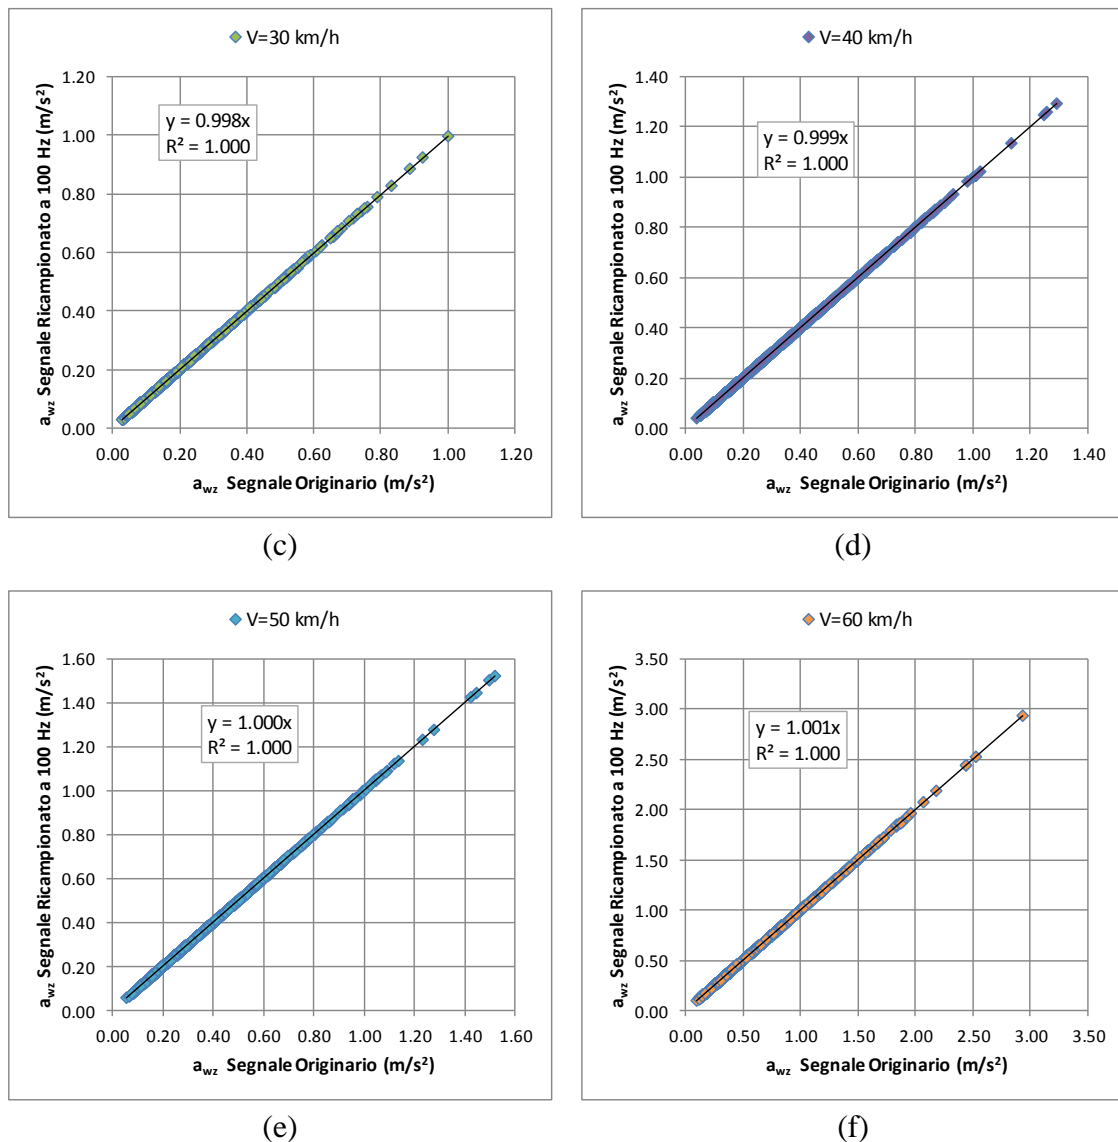 V=30 km/h
a_wz Segnale Ricampionato a 100 Hz (m/s²)
1.20
1.00
0.80
0.60
0.40
0.20
0.00
y = 0.998x
R² = 1.000
0.00 0.20 0.40 0.60 0.80 1.00 1.20
a_wz Segnale Originario (m/s²)
(c)
V=40 km/h
a_wz Segnale Ricampionato a 100 Hz (m/s²)
1.40
1.20
1.00
0.80
0.60
0.40
0.20
0.00
y = 0.999x
R² = 1.000
0.00 0.20 0.40 0.60 0.80 1.00 1.20 1.40
a_wz Segnale Originario (m/s²)
(d)
V=50 km/h
a_wz Segnale Ricampionato a 100 Hz (m/s²)
1.60
1.40
1.20
1.00
0.80
0.60
0.40
0.20
0.00
y = 1.000x
R² = 1.000
0.00 0.20 0.40 0.60 0.80 1.00 1.20 1.40 1.60
a_wz Segnale Originario (m/s²)
(e)
V=60 km/h
a_wz Segnale Ricampionato a 100 Hz (m/s²)
3.50
3.00
2.50
2.00
1.50
1.00
0.50
0.00
y = 1.001x
R² = 1.000
0.00 0.50 1.00 1.50 2.00 2.50 3.00 3.50
a_wz Segnale Originario (m/s²)
(f)